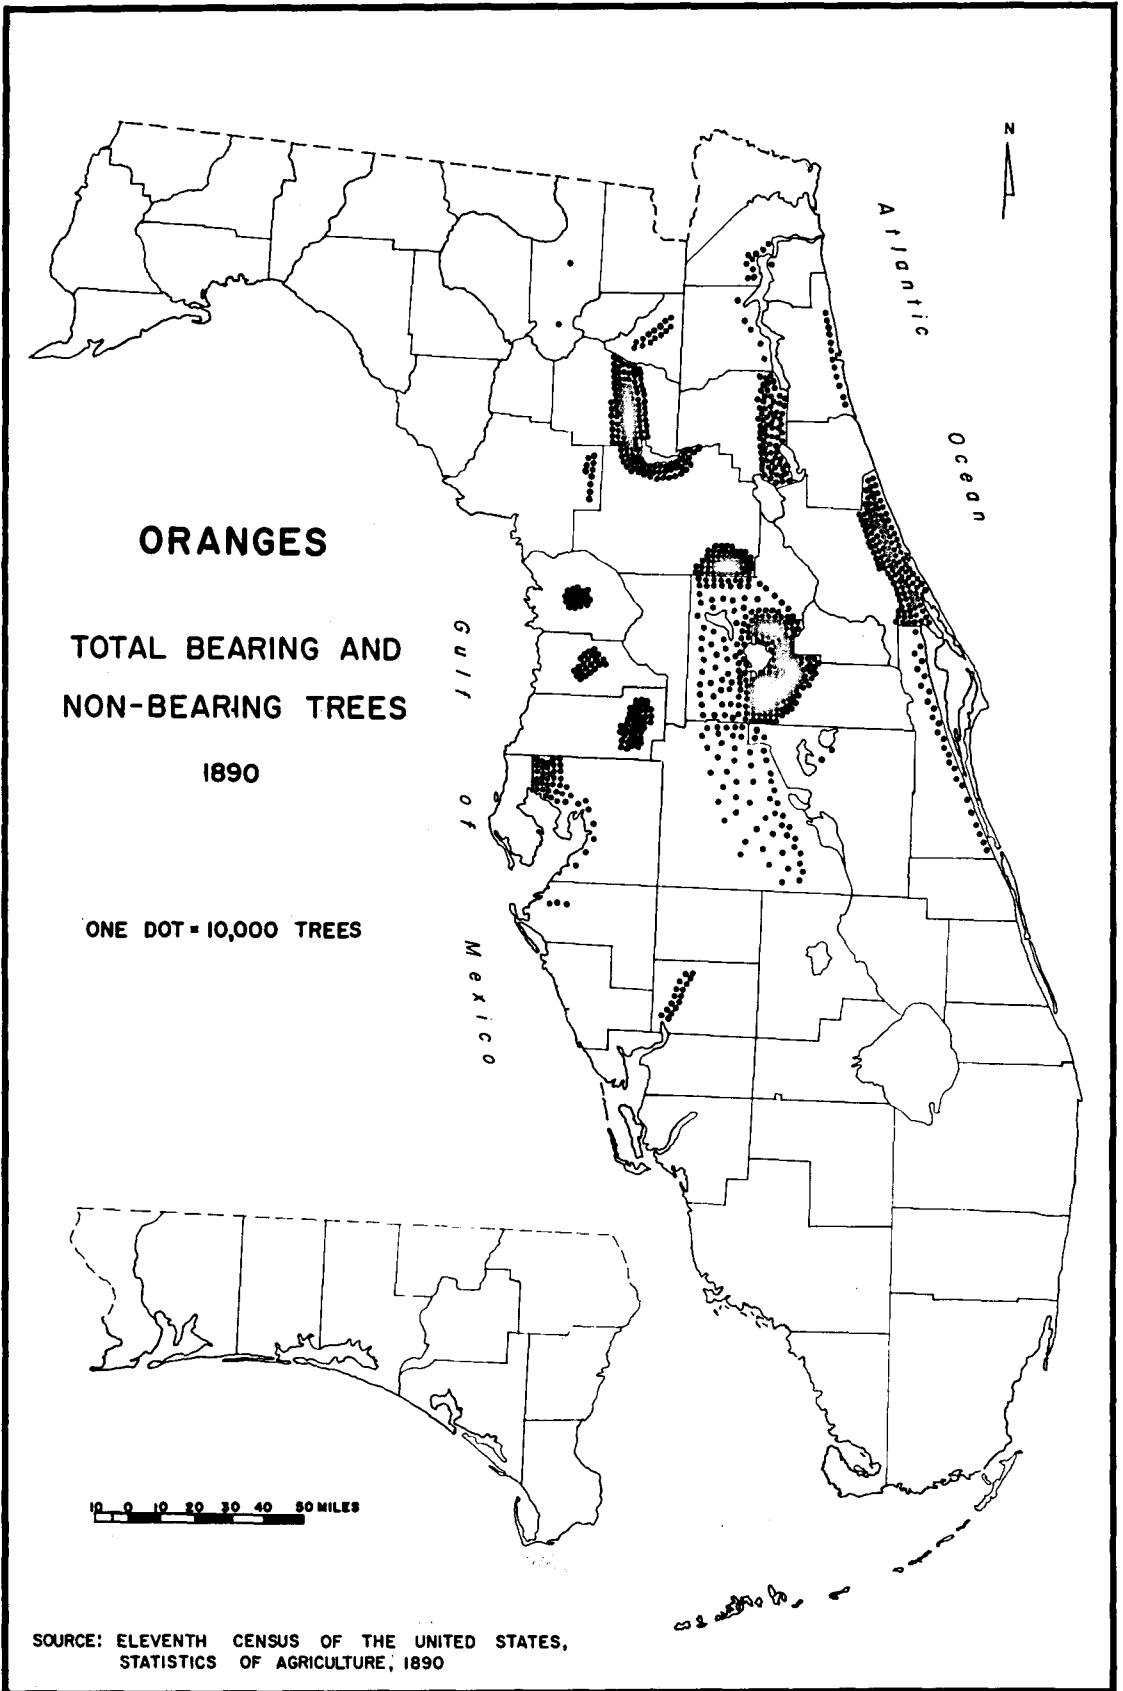 N
Atlantic
Ocean
ORANGES
TOTAL BEARING AND
NON-BEARING TREES
1890
Gulf
of
Mexico
ONE DOT = 10,000 TREES
10 0 10 20 30 40 50 MILES
SOURCE: ELEVENTH CENSUS OF THE UNITED STATES,
STATISTICS OF AGRICULTURE, 1890